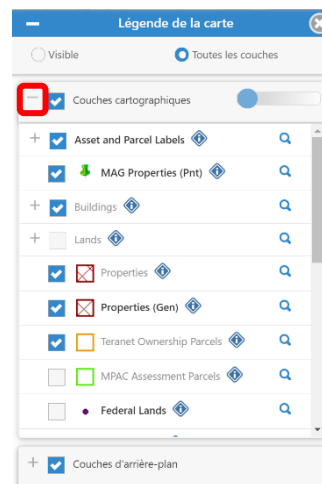 Légende de la carte
Visible
Toutes les couches
Couches cartographiques
Asset and Parcel Labels
MAG Properties (Pnt)
Buildings
Lands
Properties
Properties (Gen)
Teranet Ownership Parcels
MPAC Assessment Parcels
Federal Lands
Couches d'arrière-plan